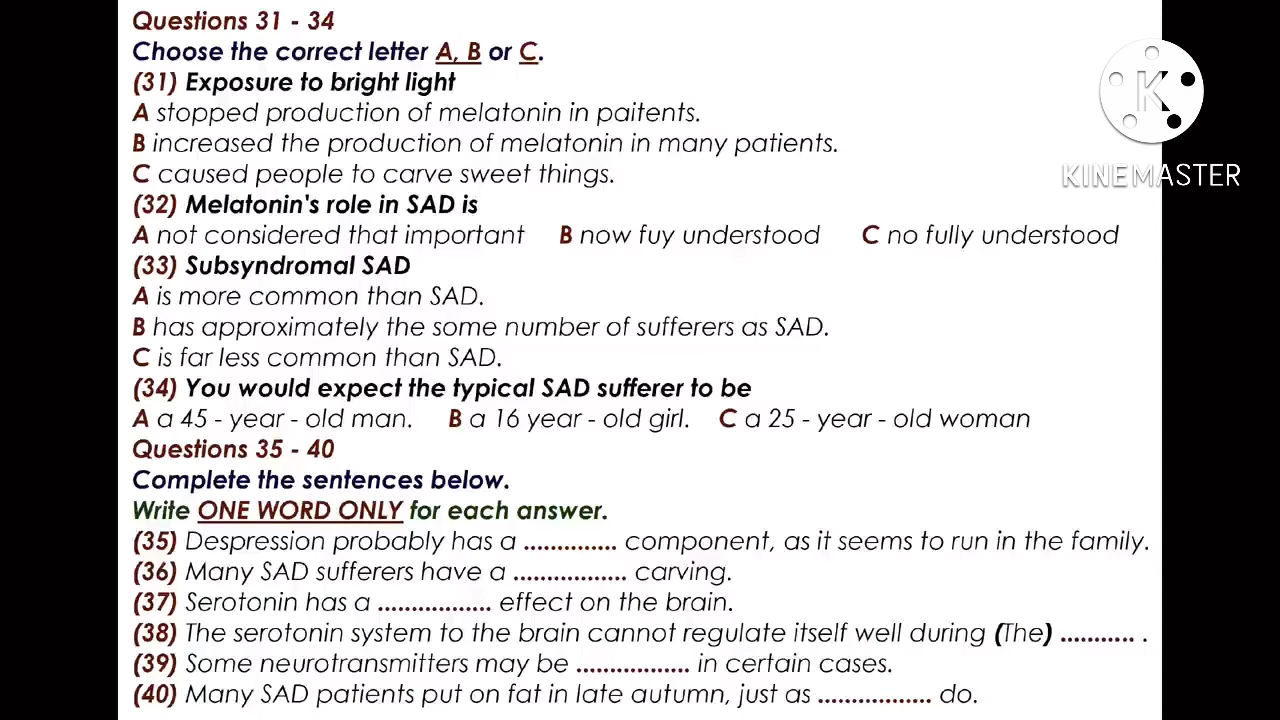 Questions 31 - 34
Choose the correct letter A, B or C.
(31) Exposure to bright light
A stopped production of melatonin in paitents.
B increased the production of melatonin in many patients.
C caused people to carve sweet things.
(32) Melatonin's role in SAD is
A not considered that important B now fuy understood C no fully understood
(33) Subsyndromal SAD
A is more common than SAD.
B has approximately the some number of sufferers as SAD.
C is far less common than SAD.
(34) You would expect the typical SAD sufferer to be
A a 45 - year - old man. B a 16 year - old girl. C a 25 - year - old woman
Questions 35 - 40
Complete the sentences below.
Write ONE WORD ONLY for each answer.
(35) Despression probably has a .............. component, as it seems to run in the family.
(36) Many SAD sufferers have a ................. carving.
(37) Serotonin has a ................. effect on the brain.
(38) The serotonin system to the brain cannot regulate itself well during (The) ........... .
(39) Some neurotransmitters may be ................. in certain cases.
(40) Many SAD patients put on fat in late autumn, just as ................. do.
K
KINEMASTER